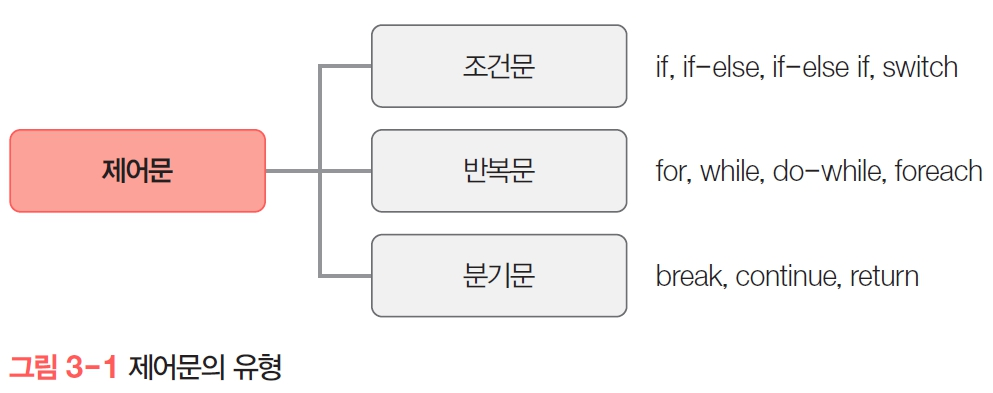 조건문
if, if-else, if-else if, switch
제어문
반복문
for, while, do-while, foreach
분기문
break, continue, return
그림 3-1 제어문의 유형